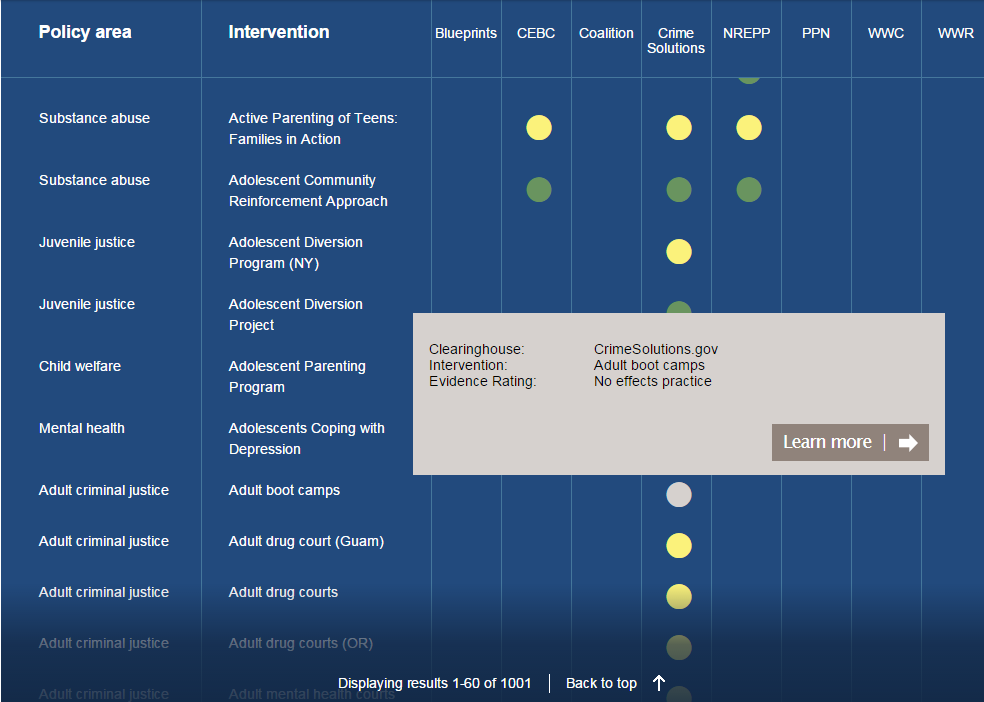 Policy area
Intervention
Blueprints
CEBC
Coalition
Crime
Solutions
NREPP
PPN
WWC
WWR
Substance abuse
Active Parenting of Teens:
Families in Action
Substance abuse
Adolescent Community
Reinforcement Approach
Juvenile justice
Adolescent Diversion
Program (NY)
Juvenile justice
Adolescent Diversion
Project
Child welfare
Adolescent Parenting
Program
Mental health
Adolescents Coping with
Depression
Clearinghouse: CrimeSolutions.gov
Intervention: Adult boot camps
Evidence Rating: No effects practice
Learn more
Adult criminal justice
Adult boot camps
Adult criminal justice
Adult drug court (Guam)
Adult criminal justice
Adult drug courts
Adult criminal justice
Adult drug courts (OR)
Displaying results 1-60 of 1001
Back to top
Adult criminal justice
Adult mental health courts